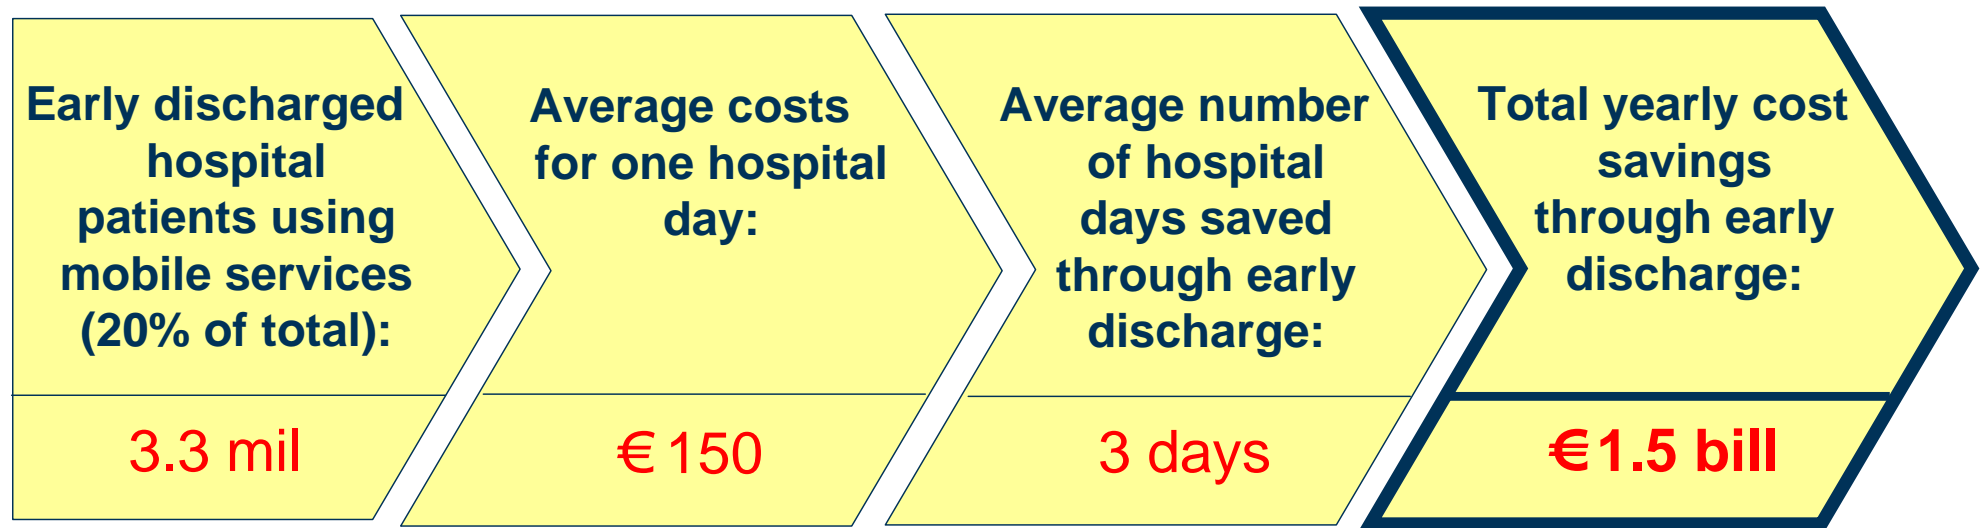 Early discharged
hospital
patients using
mobile services
(20% of total):
3.3 mil
Average costs
for one hospital
day:
€150
Average number
of hospital
days saved
through early
discharge:
3 days
Total yearly cost
savings
through early
discharge:
€1.5 bill